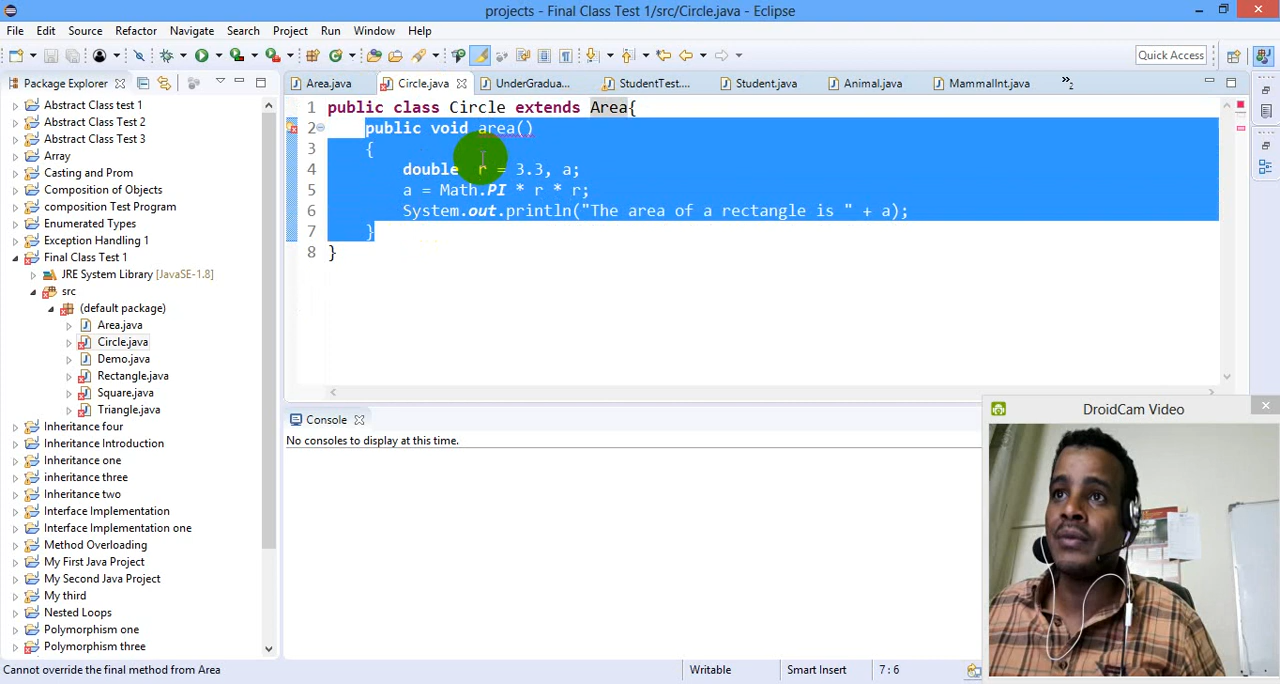 projects - Final Class Test 1/src/Circle.java - Eclipse
File Edit Source Refactor Navigate Search Project Run Window Help
Quick Access
Package Explorer
Area.java
Circle.java
UnderGradua...
StudentTest...
Student.java
Animal.java
MammalInt.java
Abstract Class test 1
Abstract Class Test 2
Abstract Class Test 3
Array
Casting and Prom
Composition of Objects
composition Test Program
Enumerated Types
Exception Handling 1
Final Class Test 1
JRE System Library [JavaSE-1.8]
src
(default package)
Area.java
Circle.java
Demo.java
Rectangle.java
Square.java
Triangle.java
Inheritance four
Inheritance Introduction
Inheritance one
inheritance three
Inheritance two
Interface Implementation
Interface Implementation one
Method Overloading
My First Java Project
My Second Java Project
My third
Nested Loops
Polymorphism one
Polymorphism three
1 public class Circle extends Area{
2 public void area()
3 {
4 double r = 3.3, a;
5 a = Math.PI * r * r;
6 System.out.println("The area of a rectangle is " + a);
7 }
8 }
Console
No consoles to display at this time.
DroidCam Video
Cannot override the final method from Area
Writable
Smart Insert
7 : 6